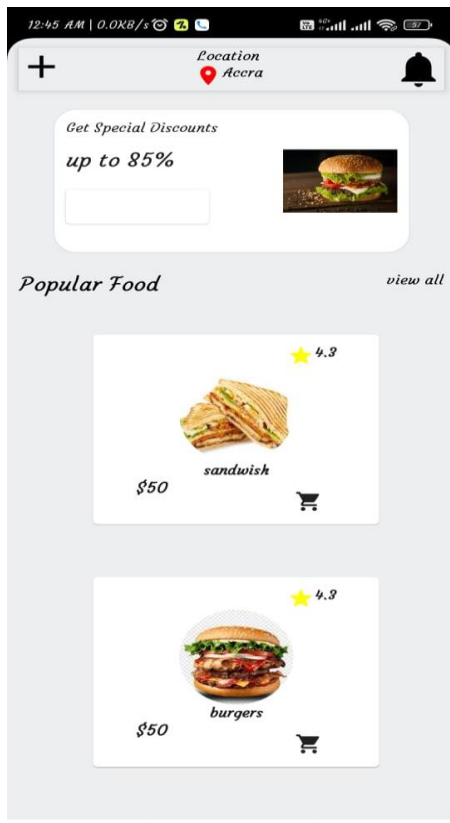 12:45 AM | 0.0KB/s
Location
Accra
Get Special Discounts
up to 85%
Popular Food
view all
4.3
sandwish
$50
4.3
burgers
$50